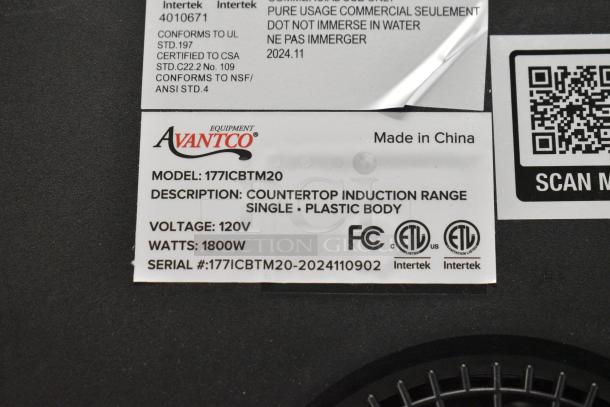 Intertek Intertek
4010671
CONFORMS TO UL
STD.197
CERTIFIED TO CSA
STD.C22.2 No. 109
CONFORMS TO NSF/
ANSI STD.4
PURE USAGE COMMERCIAL SEULEMENT
DOT NOT IMMERSE IN WATER
NE PAS IMMERGER
2024.11
EQUIPMENT
AVANTCO®
Made in China
MODEL: 177ICBTM20
DESCRIPTION: COUNTERTOP INDUCTION RANGE
SINGLE • PLASTIC BODY
VOLTAGE: 120V
WATTS: 1800W
SERIAL #:177ICBTM20-2024110902
FC
C ETL US
Intertek
ETL
Intertek
SCAN M